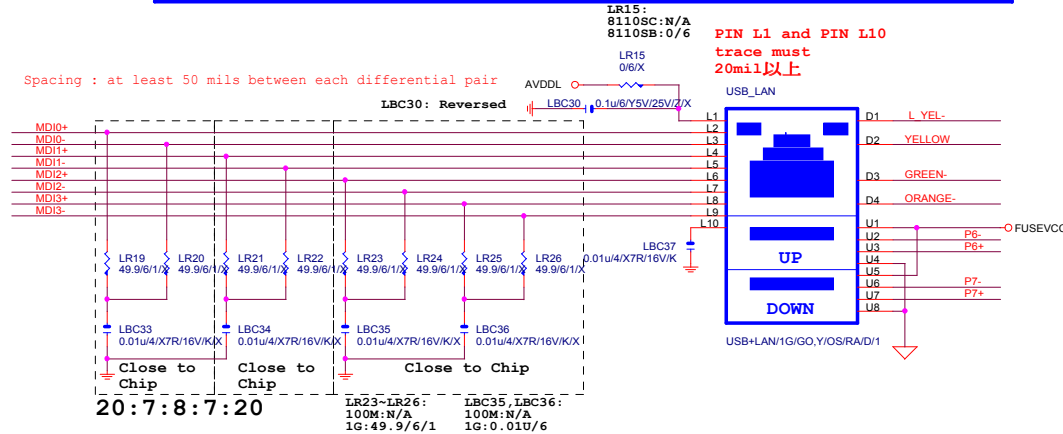 LR15:
8110SC:N/A
8110SB:0/6
PIN L1 and PIN L10
trace must
20mil以上
Spacing : at least 50 mils between each differential pair
LR15
0/6/X
AVDDL
LBC30: Reversed
LBC30
0.1u/6/Y5V/25V/Z/X
USB_LAN
MDI0+
MDI0-
MDI1+
MDI1-
MDI2+
MDI2-
MDI3+
MDI3-
L1
L2
L3
L4
L5
L6
L7
L8
L9
L10
D1
L_YEL-
D2
YELLOW
D3
GREEN-
D4
ORANGE-
U1
FUSEVCC
U2
P6-
U3
P6+
U4
U5
U6
P7-
U7
P7+
U8
UP
DOWN
USB+LAN/1G/GO,Y/OS/RA/D/1
LBC37
0.01u/4/X7R/16V/K
LR19
49.9/6/1/X
LR20
49.9/6/1/X
LR21
49.9/6/1/X
LR22
49.9/6/1/X
LR23
49.9/6/1/X
LR24
49.9/6/1/X
LR25
49.9/6/1/X
LR26
49.9/6/1/X
LBC33
0.01u/4/X7R/16V/K/X
LBC34
0.01u/4/X7R/16V/K/X
LBC35
0.01u/4/X7R/16V/K/X
LBC36
0.01u/4/X7R/16V/K/X
Close to
Chip
Close to
Chip
Close to Chip
20:7:8:7:20
LR23~LR26:
100M:N/A
1G:49.9/6/1
LBC35,LBC36:
100M:N/A
1G:0.01U/6